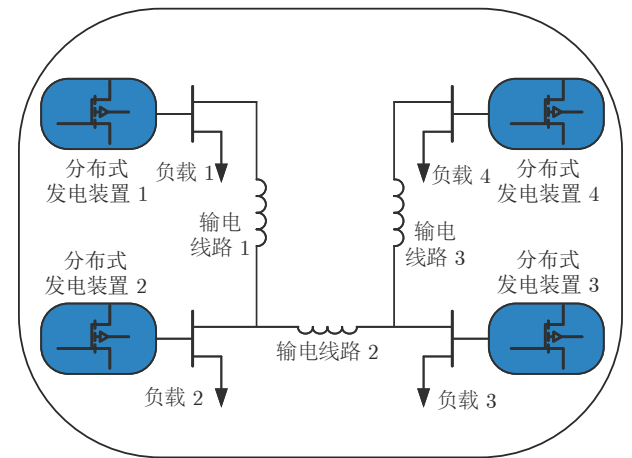 分布式
发电装置 1
负载 1
负载 4
分布式
发电装置 4
输电
线路 1
输电
线路 3
分布式
发电装置 2
分布式
发电装置 3
输电线路 2
负载 2
负载 3